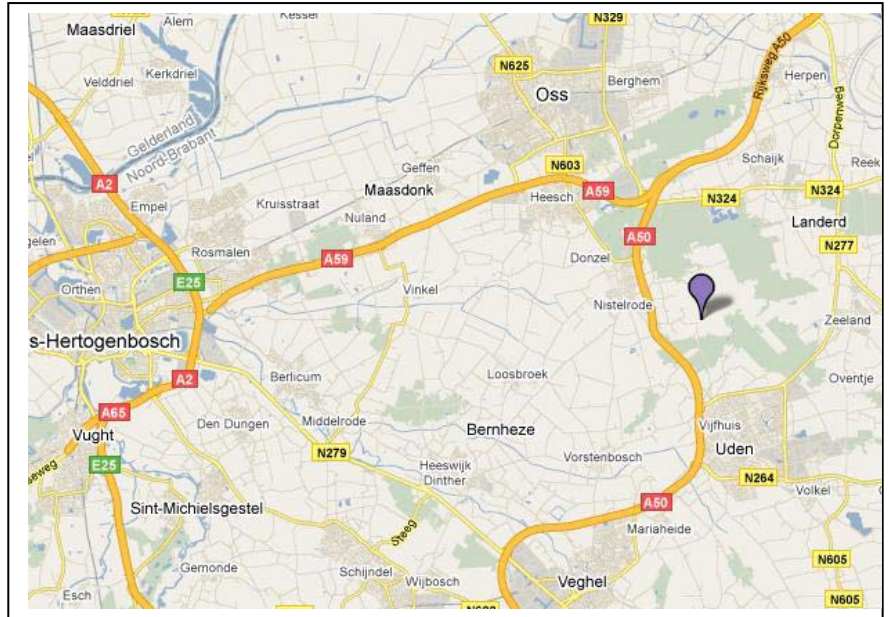 Alem
Kessel
N329
Maasdriel
Kerkdriel
Velddriel
N625
Berghem
Oss
Rijksweg A50
Herpen
Dorpenweg
Gelderland
Noord-Brabant
Geffen
N603
Schaijk
Reek
A2
Maasdonk
Heesch
A59
N324
N324
Empel
Kruisstraat
Nuland
Landerd
gelen
Rosmalen
A59
A50
N277
Donzel
Orthen
E25
Vinkel
Nistelrode
Zeeland
s-Hertogenbosch
Loosbroek
A2
Berlicum
Oventje
A65
Den Dungen
Middelrode
Bernheze
Vijfhuis
Vught
Uden
seweg
E25
N279
Heeswijk
Dinther
Vorstenbosch
N264
Volkel
Sint-Michielsgestel
A50
Steeg
Mariaheide
N605
Gemonde
Schijndel
Wijbosch
Veghel
Esch
N605